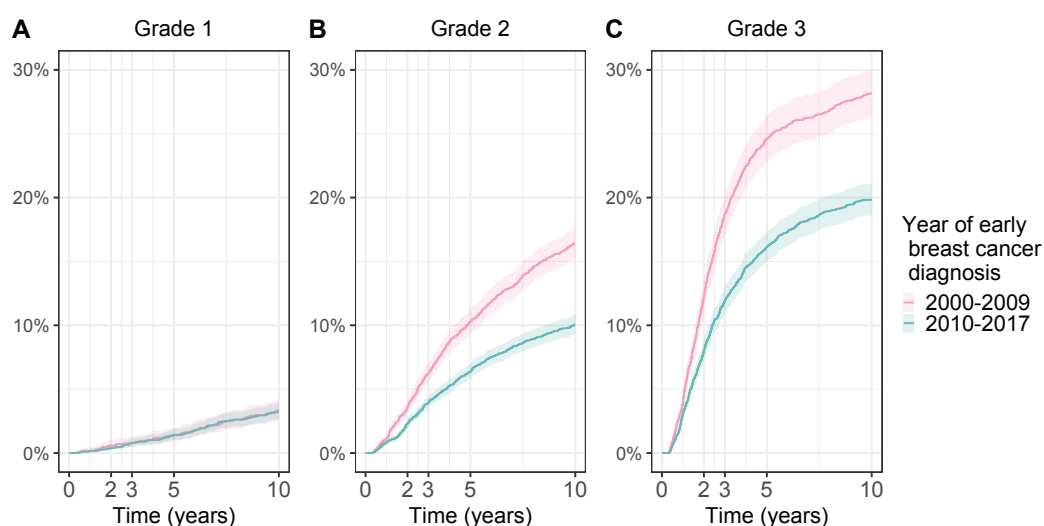 A Grade 1 B Grade 2 C Grade 3
30% 30% 30%
20% 20% 20%
10% 10% 10%
0% 0% 0%
0 2 3 5 10 0 2 3 5 10 0 2 3 5 10
Time (years) Time (years) Time (years)
Year of early
breast cancer
diagnosis
2000-2009
2010-2017